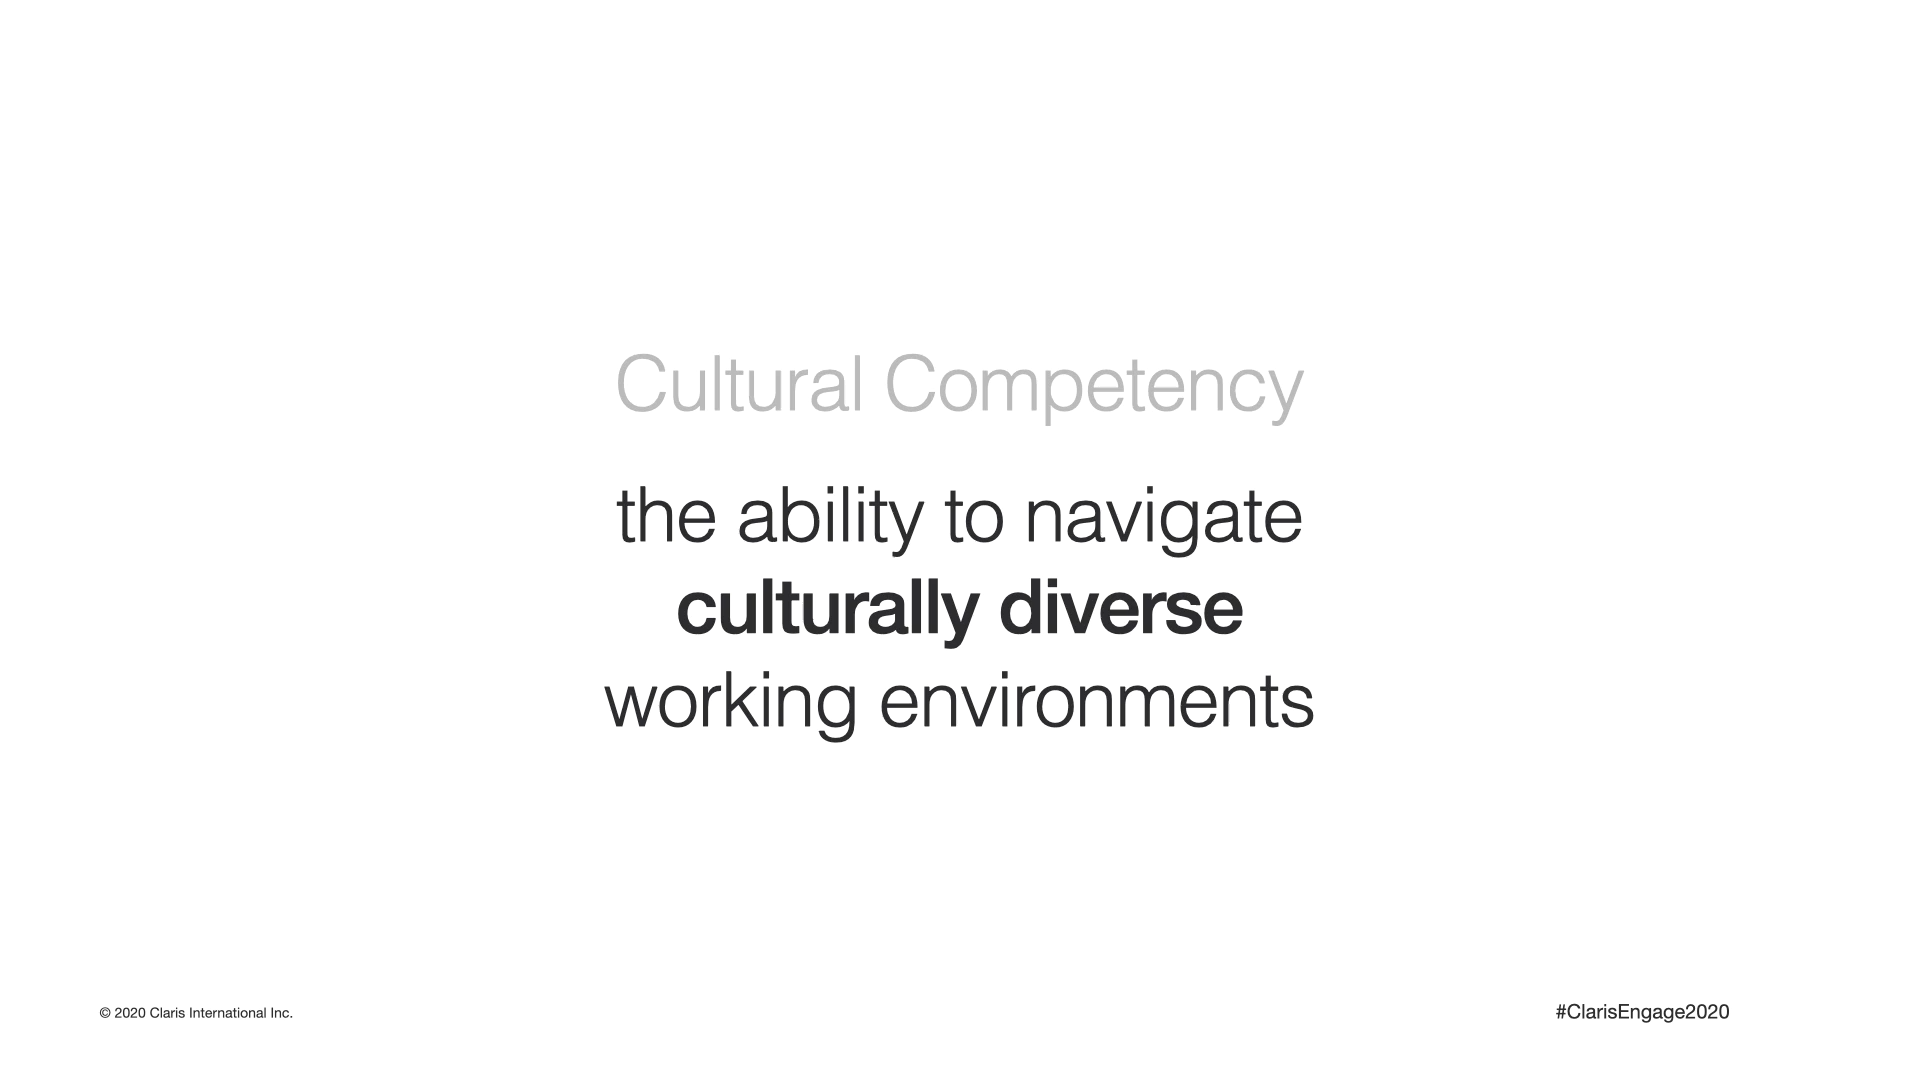 Cultural Competency
the ability to navigate
culturally diverse
working environments
© 2020 Claris International Inc.
#ClarisEngage2020